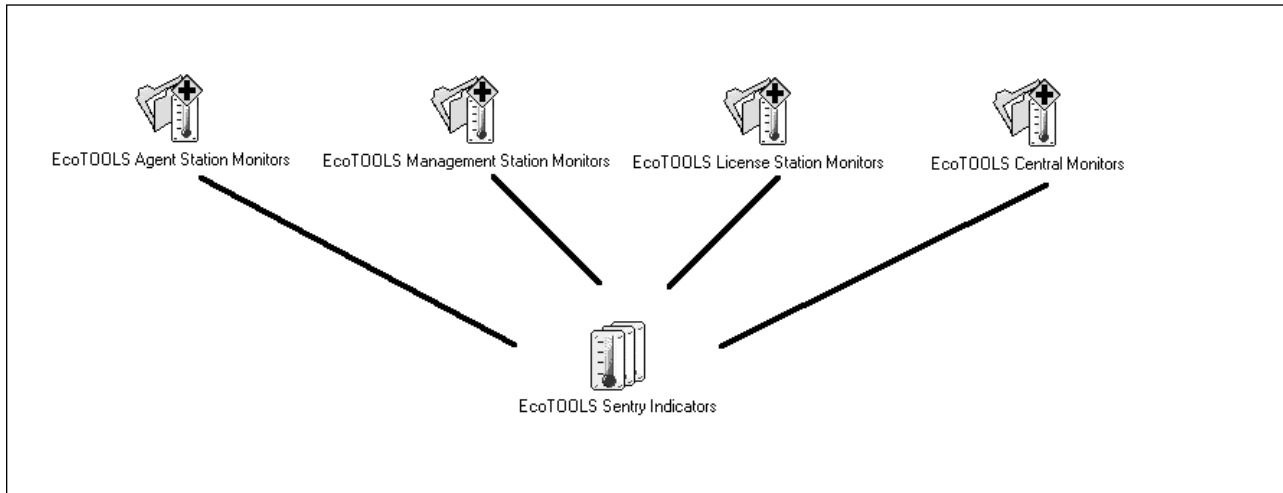 EcoTOOLS Agent Station Monitors
EcoTOOLS Management Station Monitors
EcoTOOLS License Station Monitors
EcoTOOLS Central Monitors
EcoTOOLS Sentry Indicators